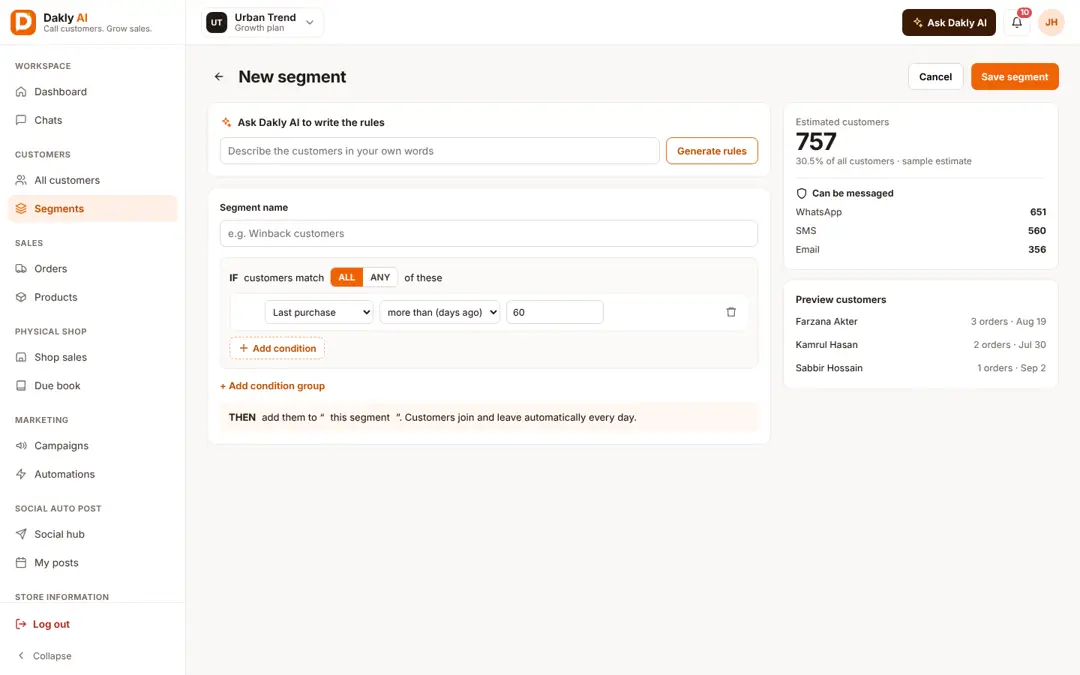 Dakly AI
Call customers. Grow sales.
UT
Urban Trend
Growth plan
Ask Dakly AI
10
JH
WORKSPACE
Dashboard
Chats
CUSTOMERS
All customers
Segments
SALES
Orders
Products
PHYSICAL SHOP
Shop sales
Due book
MARKETING
Campaigns
Automations
SOCIAL AUTO POST
Social hub
My posts
STORE INFORMATION
Log out
Collapse
New segment
Cancel
Save segment
Ask Dakly AI to write the rules
Describe the customers in your own words
Generate rules
Segment name
e.g. Winback customers
IF customers match ALL ANY of these
Last purchase more than (days ago) 60
+ Add condition
+ Add condition group
THEN add them to “ this segment ”. Customers join and leave automatically every day.
Estimated customers
757
30.5% of all customers · sample estimate
Can be messaged
WhatsApp 651
SMS 560
Email 356
Preview customers
Farzana Akter 3 orders · Aug 19
Kamrul Hasan 2 orders · Jul 30
Sabbir Hossain 1 orders · Sep 2